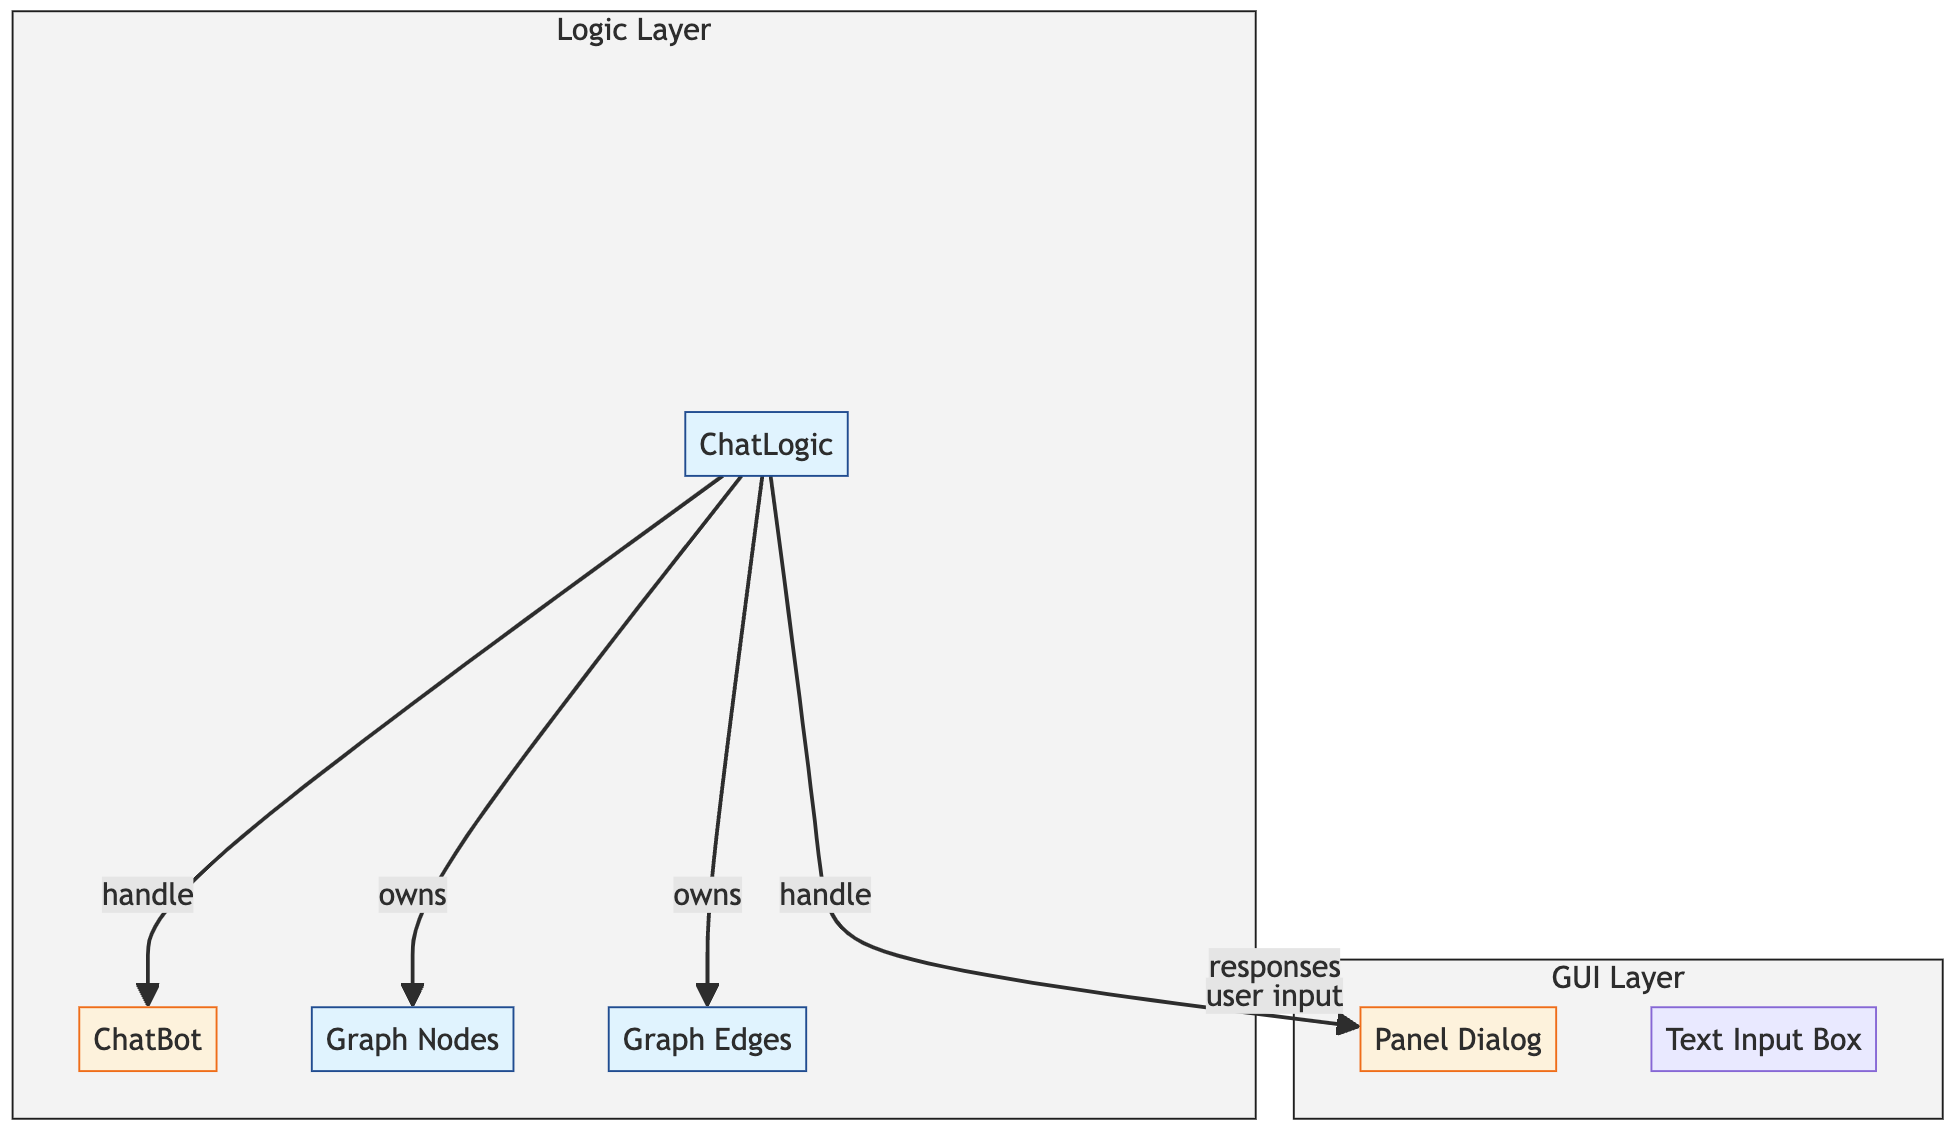 Logic Layer
ChatLogic
handle
owns
owns
handle
responses
user input
GUI Layer
ChatBot
Graph Nodes
Graph Edges
Panel Dialog
Text Input Box